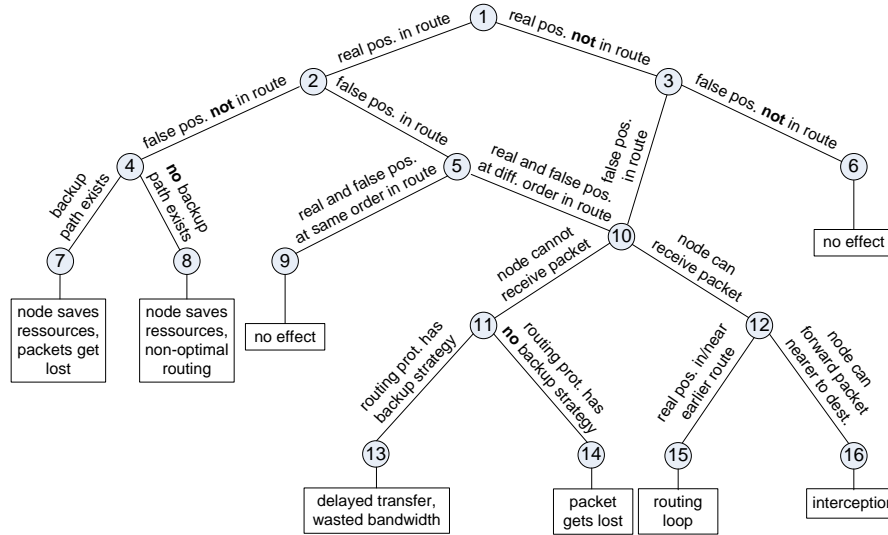 1
real pos. in route
real pos. not in route
2
3
false pos. not in route
false pos. in route
false pos.
in route
false pos. not in route
4
5
6
backup
path exists
no backup
path exists
real and false pos.
at same order in route
real and false pos.
at diff. order in route
no effect
7
8
9
10
node saves
ressources,
packets get
lost
node saves
ressources,
non-optimal
routing
no effect
node cannot
receive packet
node can
receive packet
11
12
routing prot. has
backup strategy
routing prot. has
no backup strategy
real pos. in/near
earlier route
node can
forward packet
nearer to dest.
13
14
15
16
delayed transfer,
wasted bandwidth
packet
gets lost
routing
loop
interception